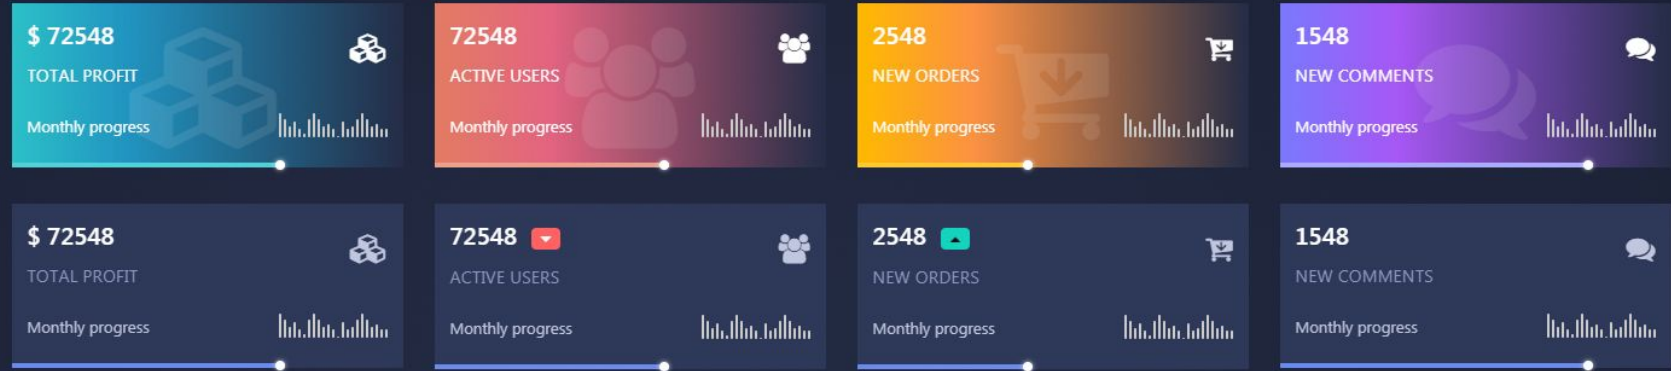 $ 72548
TOTAL PROFIT
Monthly progress
72548
ACTIVE USERS
Monthly progress
2548
NEW ORDERS
Monthly progress
1548
NEW COMMENTS
Monthly progress
$ 72548
TOTAL PROFIT
Monthly progress
72548
ACTIVE USERS
Monthly progress
2548
NEW ORDERS
Monthly progress
1548
NEW COMMENTS
Monthly progress